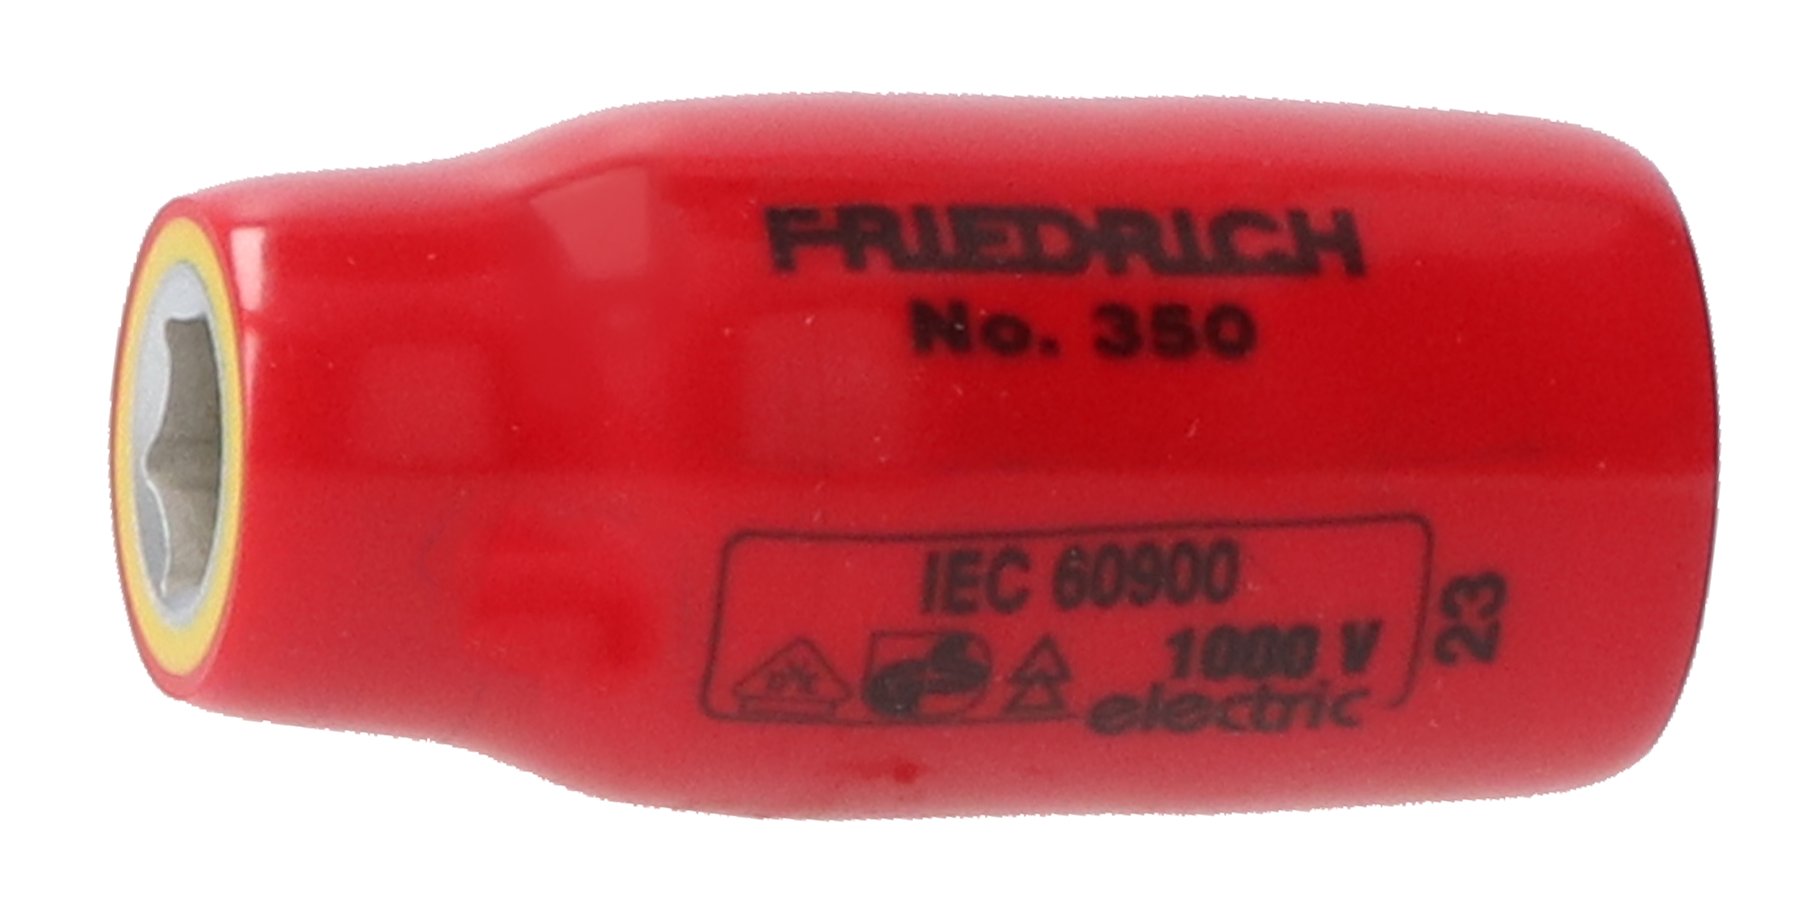 FRIEDRICH
No. 350
IEC 60900
1000 V
electric
23